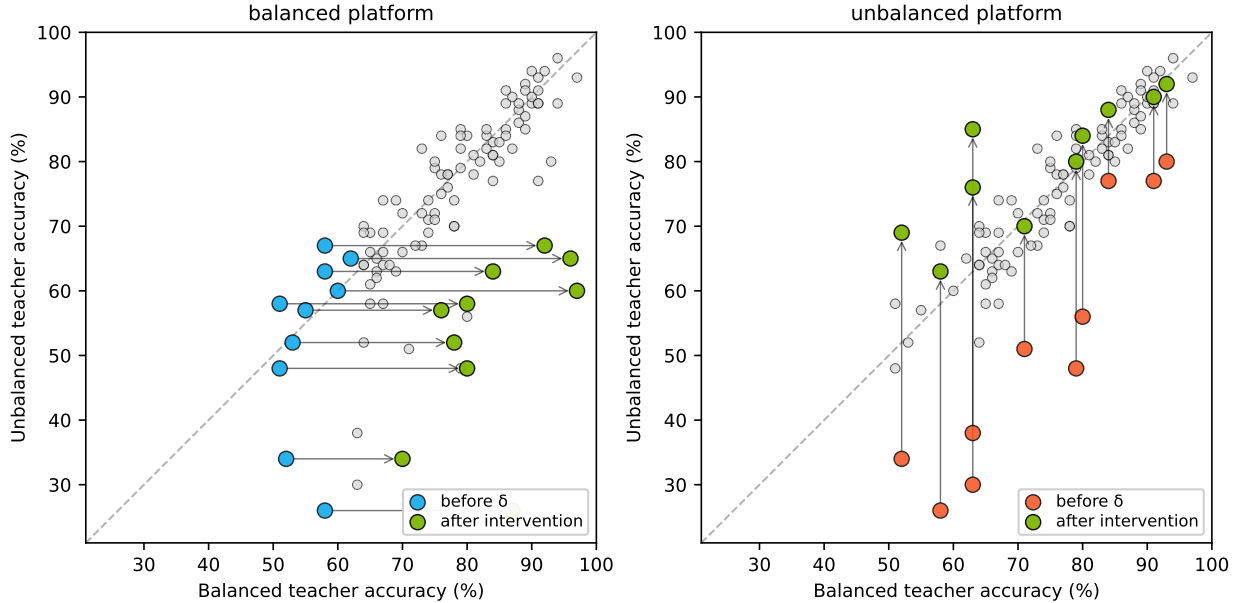 balanced platform
100
90
80
70
60
50
40
30
Unbalanced teacher accuracy (%)
before δ
after intervention
30 40 50 60 70 80 90 100
Balanced teacher accuracy (%)
unbalanced platform
100
90
80
70
60
50
40
30
Unbalanced teacher accuracy (%)
before δ
after intervention
30 40 50 60 70 80 90 100
Balanced teacher accuracy (%)